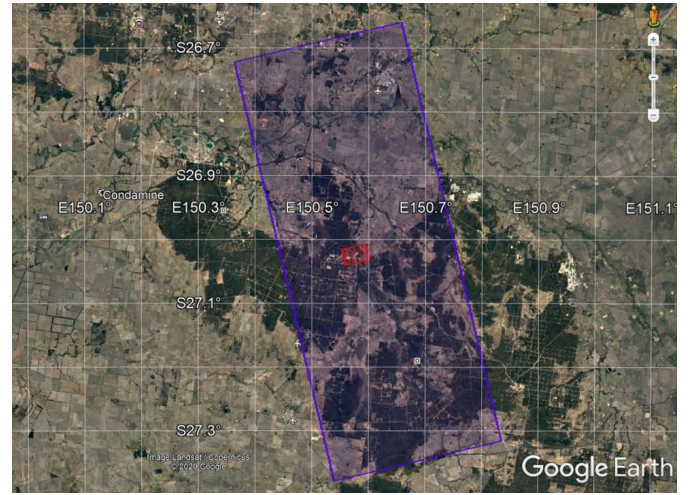 S26.7°
S26.9°
Condamine
E150.1° E150.3° E150.5° E150.7° E150.9° E151.1°
S27.1°
S27.3°
Image Landsat / Copernicus
© 2020 Google
Google Earth